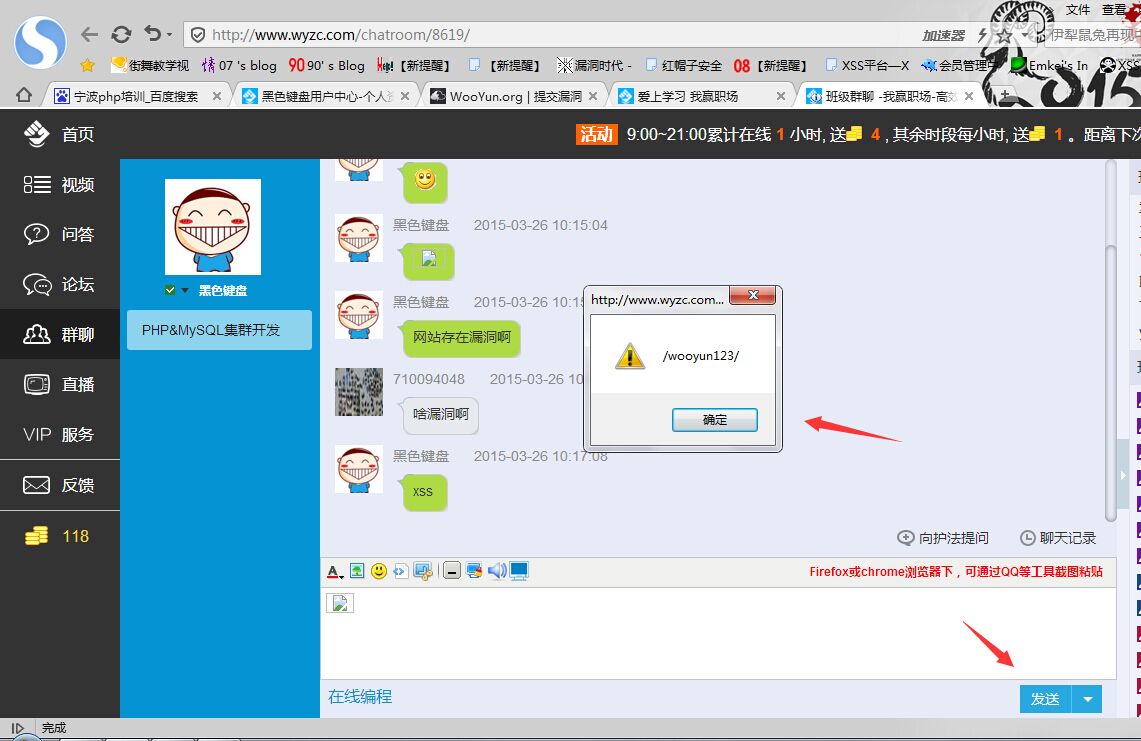 文件 查看
http://www.wyzc.com/chatroom/8619/
加速器
伊犁鼠兔再现中
街舞教学视
07 's blog
90 90' s Blog
【新提醒】
【新提醒】
漏洞时代 -
红帽子安全
08 【新提醒】
XSS平台—X
会员管理中
Emkei's In
XSS
宁波php培训_百度搜索
黑色键盘用户中心-个人资
WooYun.org | 提交漏洞
爱上学习 我赢职场
班级群聊 -我赢职场-高效
2015
首页
活动 9:00~21:00累计在线 1 小时, 送 4 , 其余时段每小时, 送 1 。距离下次
视频
问答
论坛
群聊
直播
VIP 服务
反馈
118
黑色键盘
PHP&MySQL集群开发
黑色键盘 2015-03-26 10:15:04
黑色键盘 2015-03-26 10:15
网站存在漏洞啊
710094048 2015-03-26 10
啥漏洞啊
黑色键盘 2015-03-26 10:17:08
xss
http://www.wyzc.com...
/wooyun123/
确定
向护法提问
聊天记录
Firefox或chrome浏览器下，可通过QQ等工具截图粘贴
在线编程
发送
完成